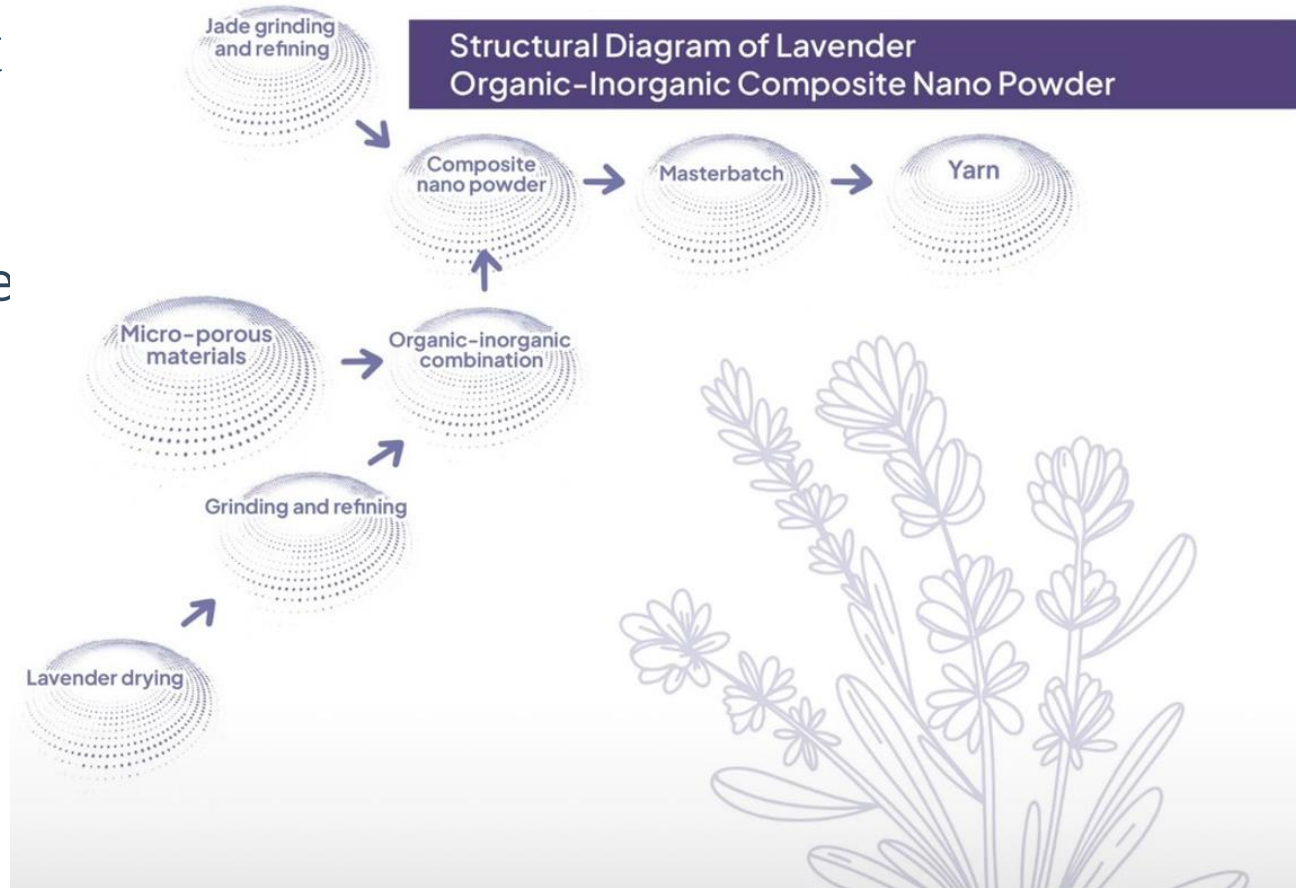 Structural Diagram of Lavender
Organic-Inorganic Composite Nano Powder
Jade grinding
and refining
Composite
nano powder
Masterbatch
Yarn
Micro-porous
materials
Organic-inorganic
combination
Grinding and refining
Lavender drying